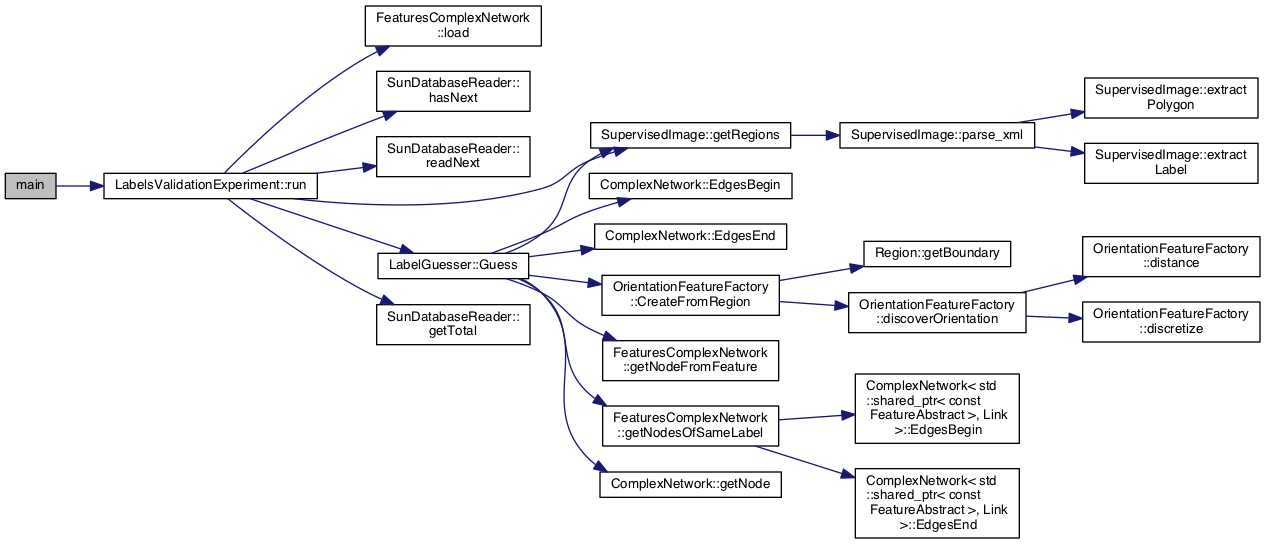 main
LabelsValidationExperiment::run
FeaturesComplexNetwork
::load
SunDatabaseReader::
hasNext
SunDatabaseReader::
readNext
LabelGuesser::Guess
SunDatabaseReader::
getTotal
SupervisedImage::getRegions
ComplexNetwork::EdgesBegin
ComplexNetwork::EdgesEnd
OrientationFeatureFactory
::CreateFromRegion
FeaturesComplexNetwork
::getNodeFromFeature
FeaturesComplexNetwork
::getNodesOfSameLabel
ComplexNetwork::getNode
SupervisedImage::parse_xml
Region::getBoundary
OrientationFeatureFactory
::discoverOrientation
ComplexNetwork< std
::shared_ptr< const
FeatureAbstract >, Link
>::EdgesBegin
ComplexNetwork< std
::shared_ptr< const
FeatureAbstract >, Link
>::EdgesEnd
SupervisedImage::extract
Polygon
SupervisedImage::extract
Label
OrientationFeatureFactory
::distance
OrientationFeatureFactory
::discretize